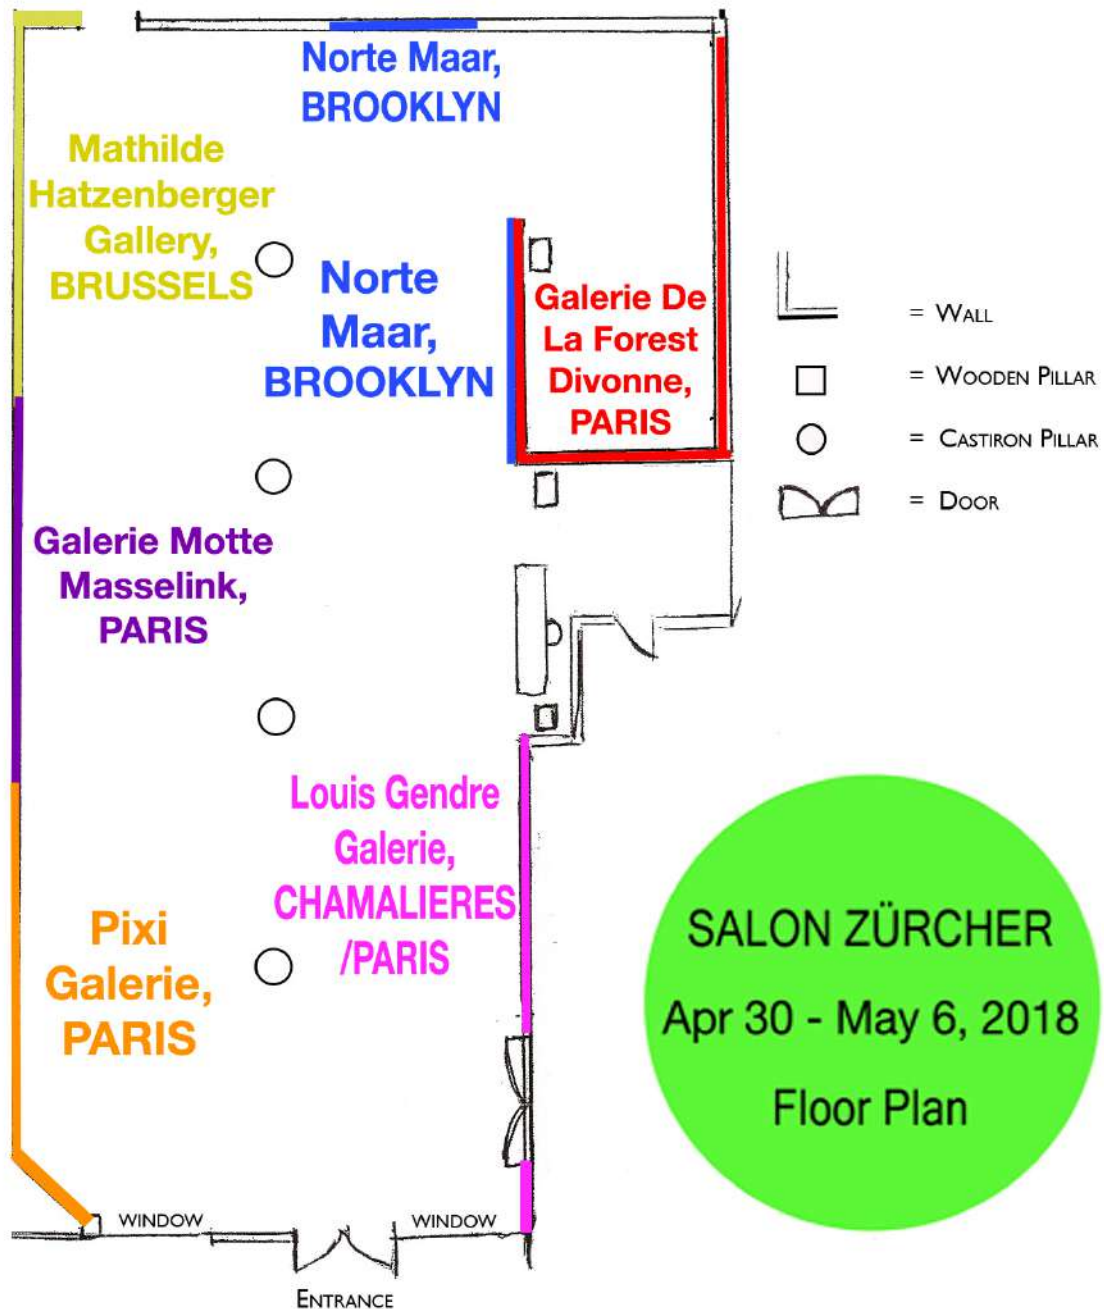 Norte Maar,
BROOKLYN
Mathilde
Hatzenberger
Gallery,
BRUSSELS
Norte
Maar,
BROOKLYN
Galerie De
La Forest
Divonne,
PARIS
= WALL
= WOODEN PILLAR
= CASTIRON PILLAR
= DOOR
Galerie Motte
Masselink,
PARIS
Louis Gendre
Galerie,
CHAMALIERES
/PARIS
Pixi
Galerie,
PARIS
SALON ZÜRCHER
Apr 30 - May 6, 2018
Floor Plan
WINDOW
WINDOW
ENTRANCE